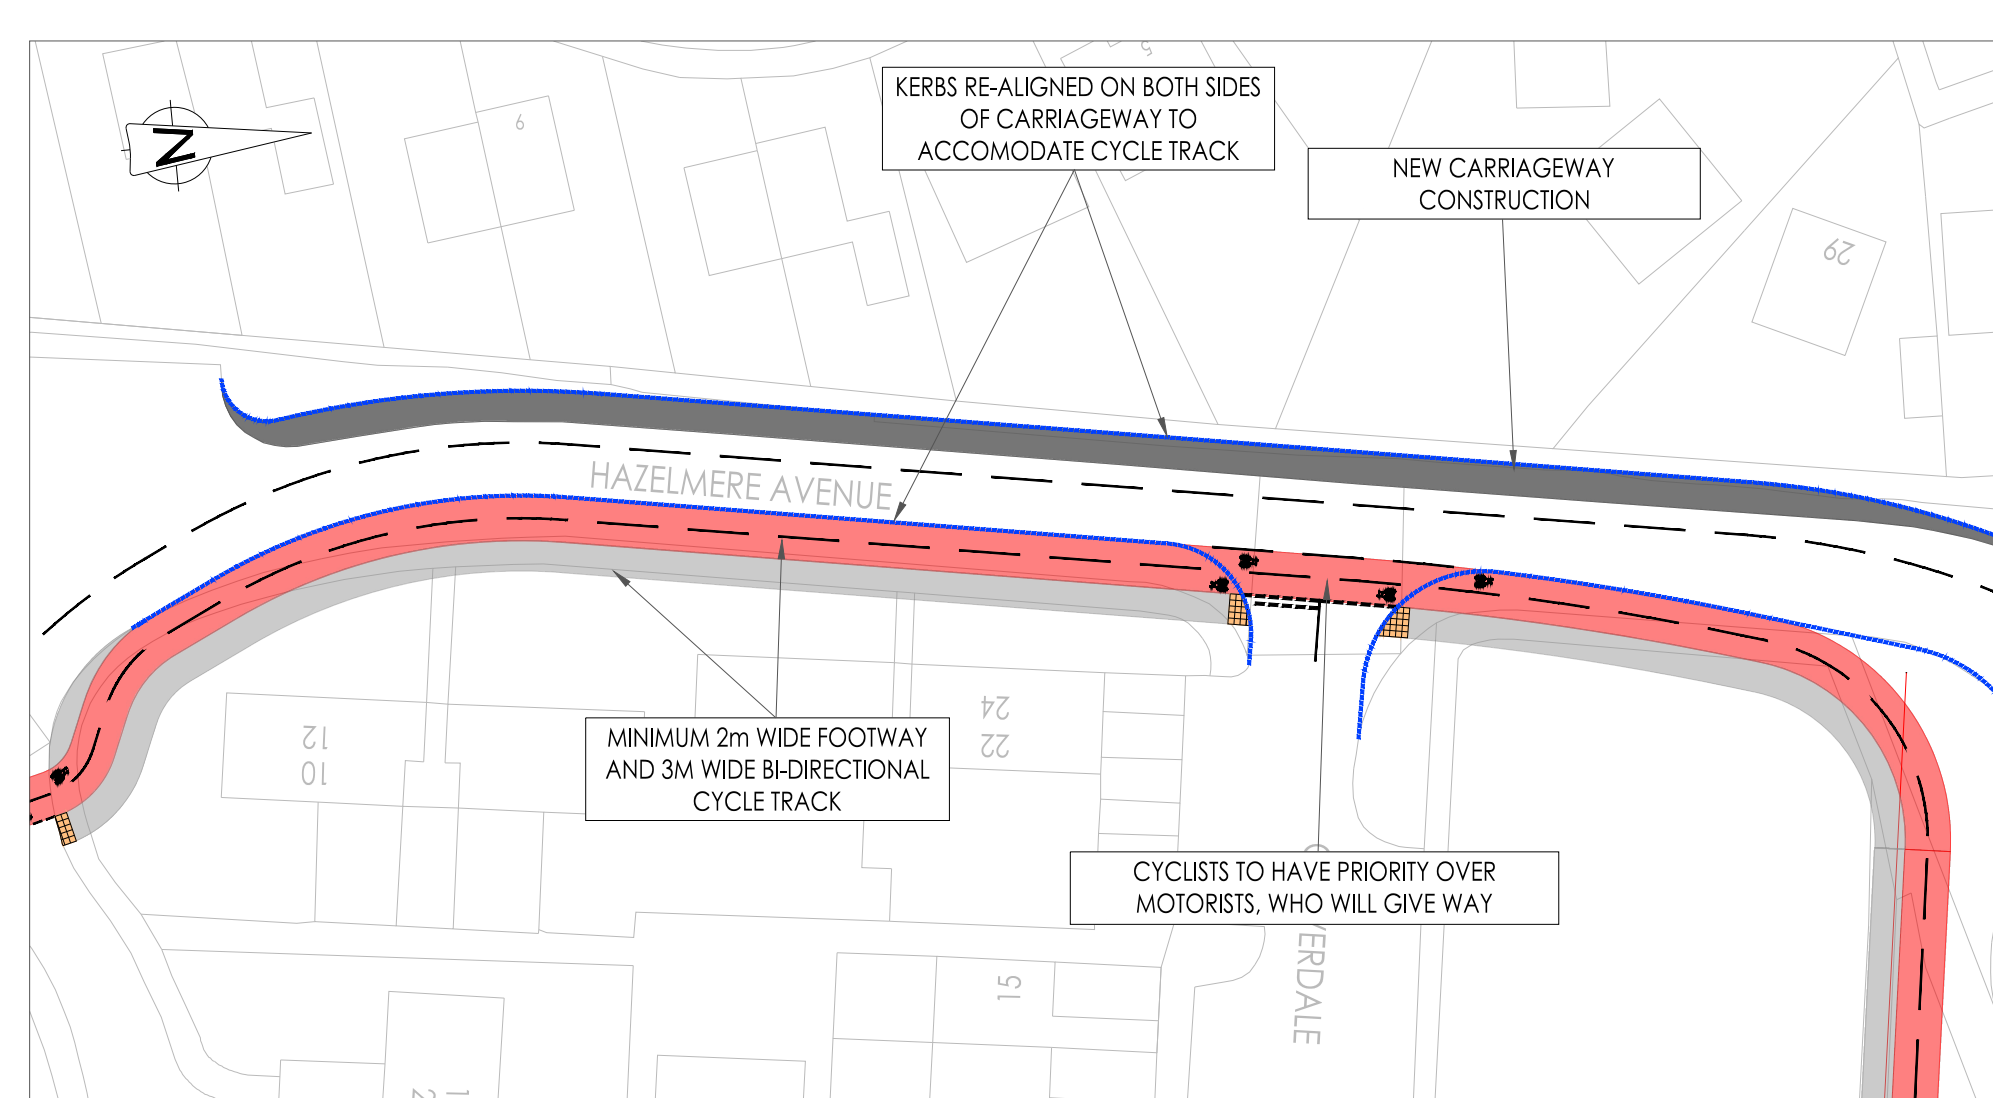 KERBS RE-ALIGNED ON BOTH SIDES
OF CARRIAGEWAY TO
ACCOMODATE CYCLE TRACK
NEW CARRIAGEWAY
CONSTRUCTION
N
5
6
29
HAZELMERE AVENUE
24
22
12
10
MINIMUM 2m WIDE FOOTWAY
AND 3M WIDE BI-DIRECTIONAL
CYCLE TRACK
CYCLISTS TO HAVE PRIORITY OVER
MOTORISTS, WHO WILL GIVE WAY
VERDALE
15